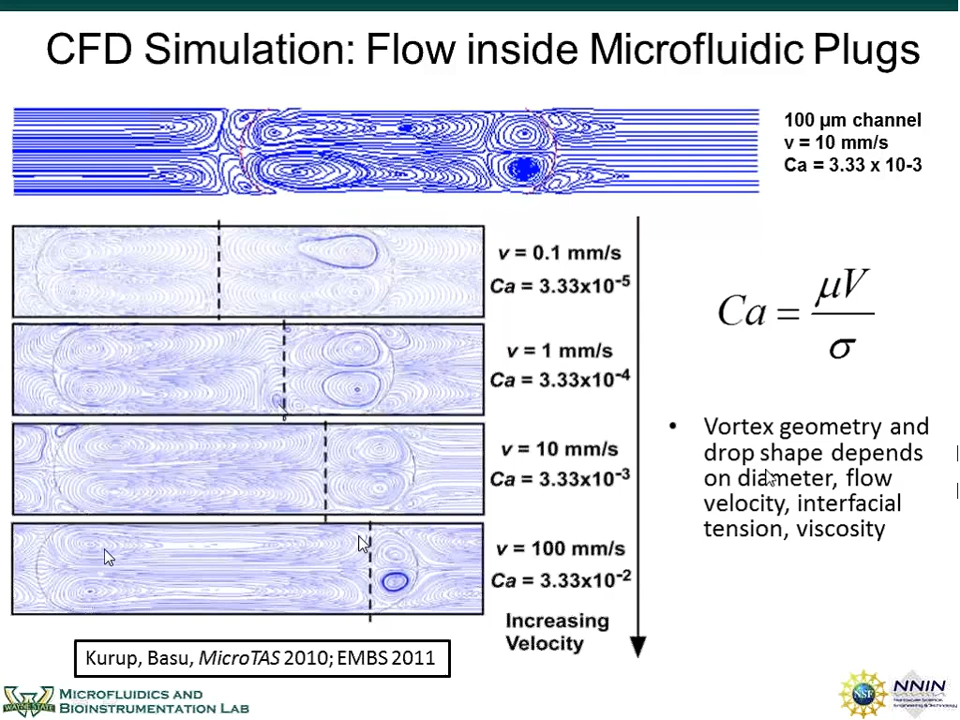 CFD Simulation: Flow inside Microfluidic Plugs
100 µm channel
v = 10 mm/s
Ca = 3.33 x 10-3
v = 0.1 mm/s
Ca = 3.33x10⁻⁵
v = 1 mm/s
Ca = 3.33x10⁻⁴
v = 10 mm/s
Ca = 3.33x10⁻³
v = 100 mm/s
Ca = 3.33x10⁻²
Increasing
Velocity
Ca = μV / σ
• Vortex geometry and
drop shape depends
on diameter, flow
velocity, interfacial
tension, viscosity
Kurup, Basu, MicroTAS 2010; EMBS 2011
WAYNE STATE
MICROFLUIDICS AND
BIOINSTRUMENTATION LAB
NSF
NNIN